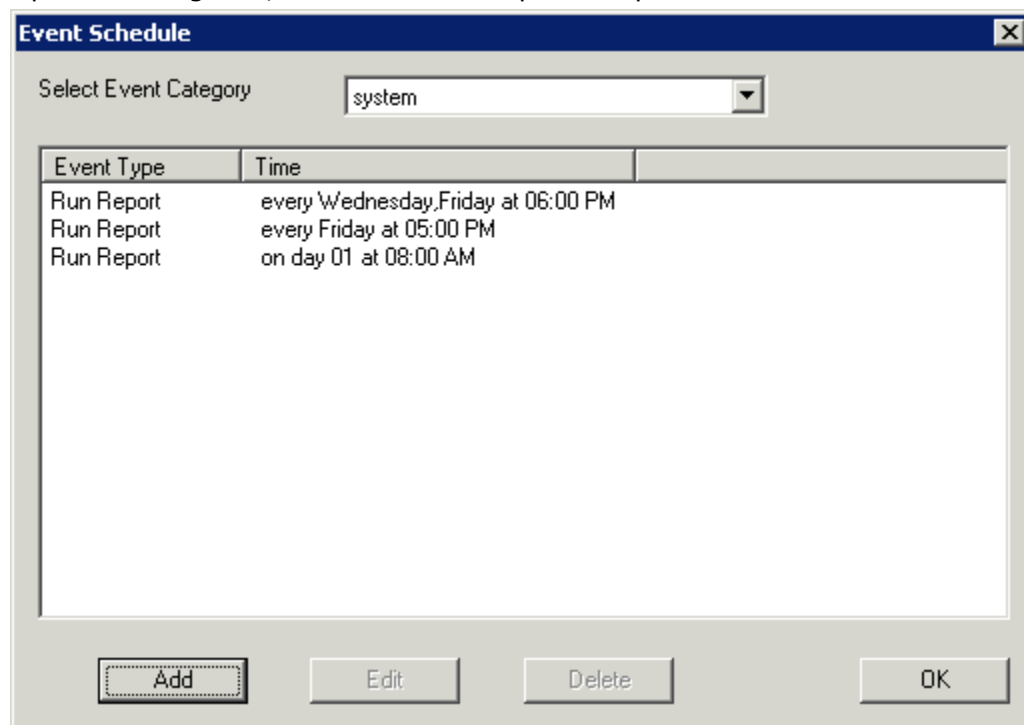 Event Schedule
Select Event Category
system
Event Type Time
Run Report every Wednesday,Friday at 06:00 PM
Run Report every Friday at 05:00 PM
Run Report on day 01 at 08:00 AM
Add Edit Delete OK